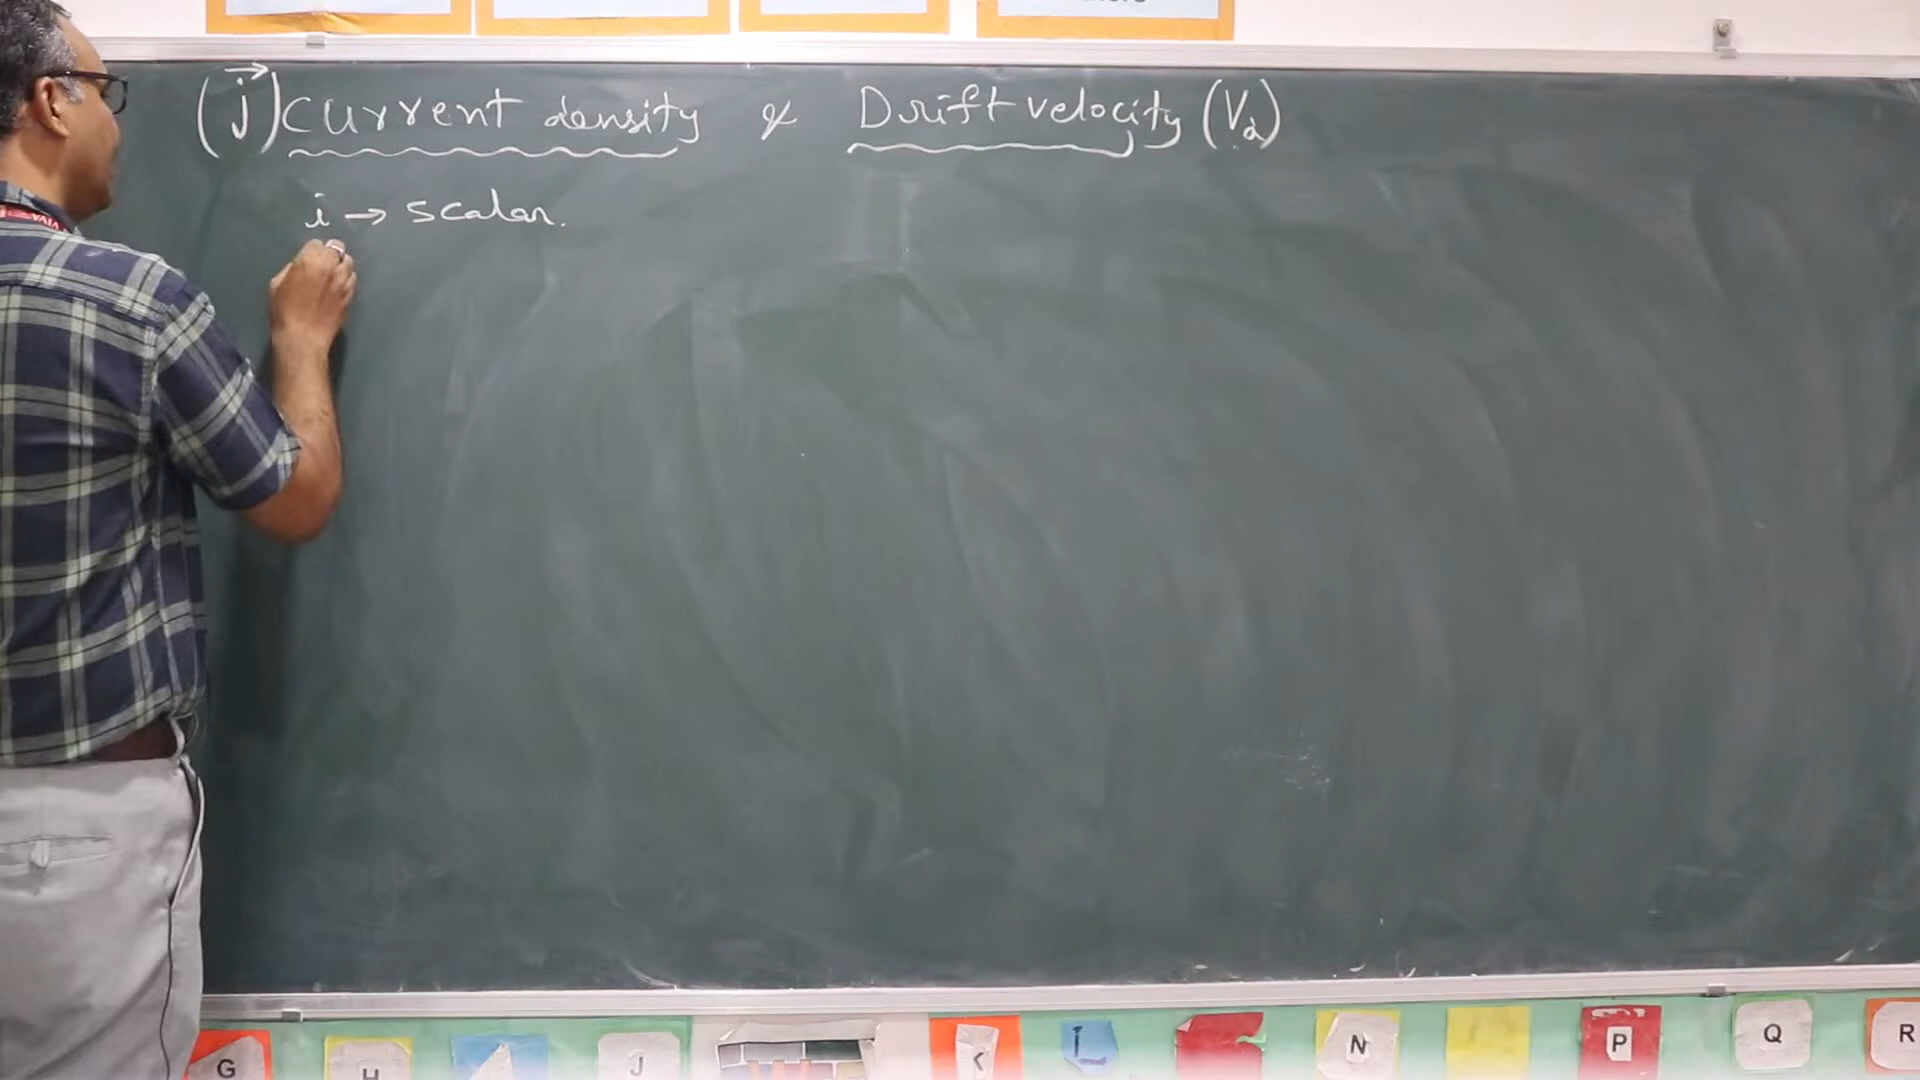 (j⃗) Current density & Drift velocity (Vd)
i → scalar.
G H J K L N P Q R